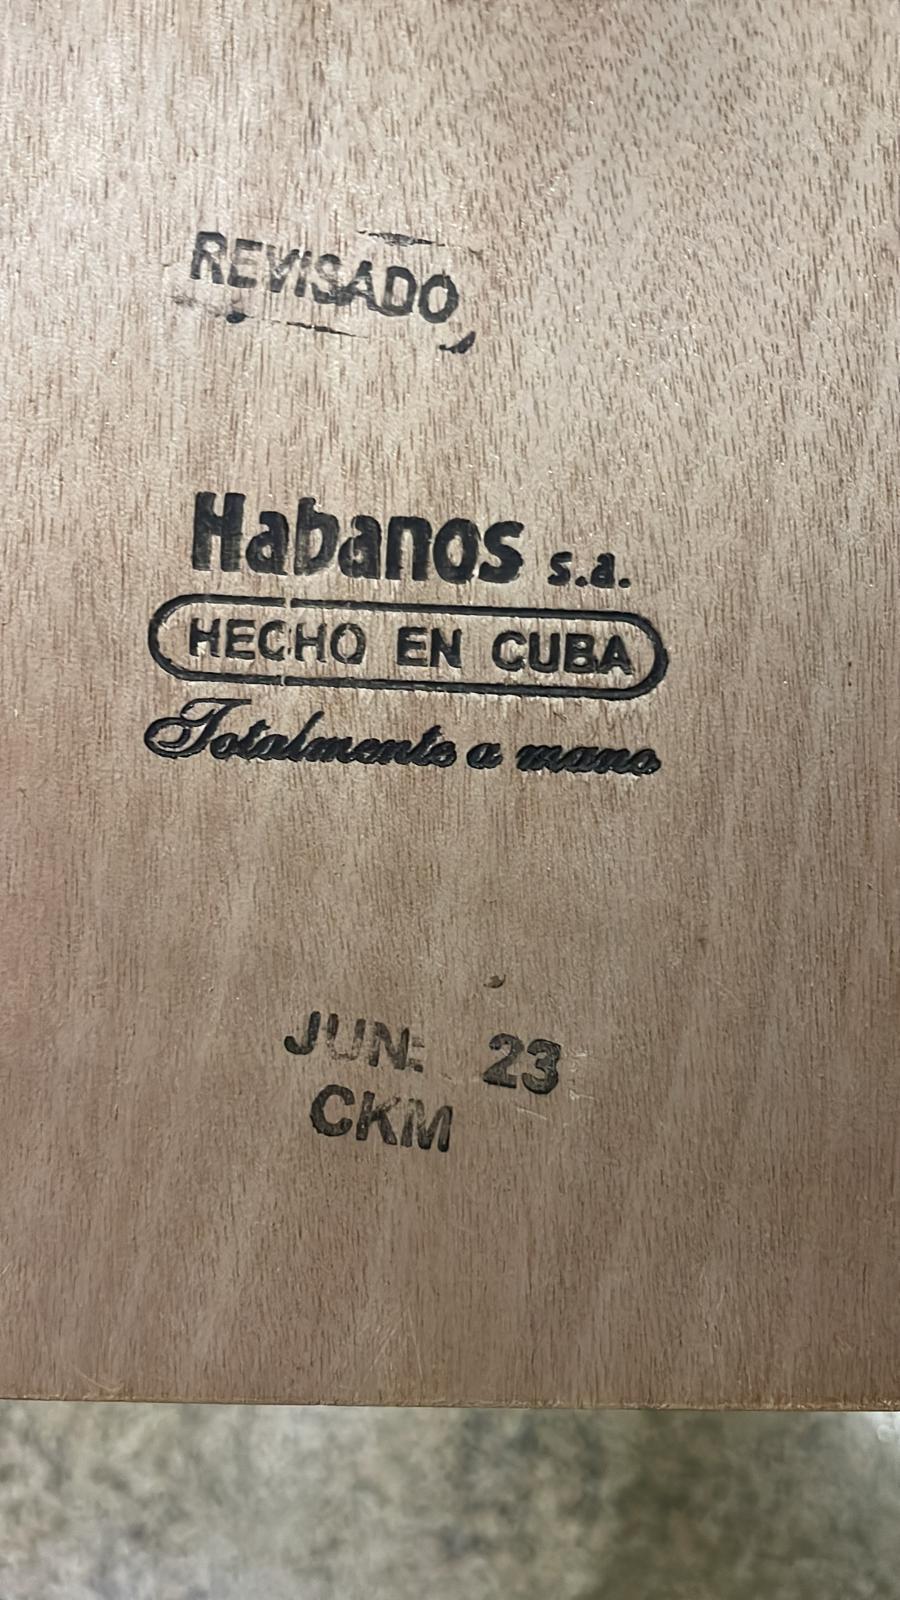 REVISADO
Habanos s.a.
HECHO EN CUBA
Totalmente a mano
JUN: 23
CKM